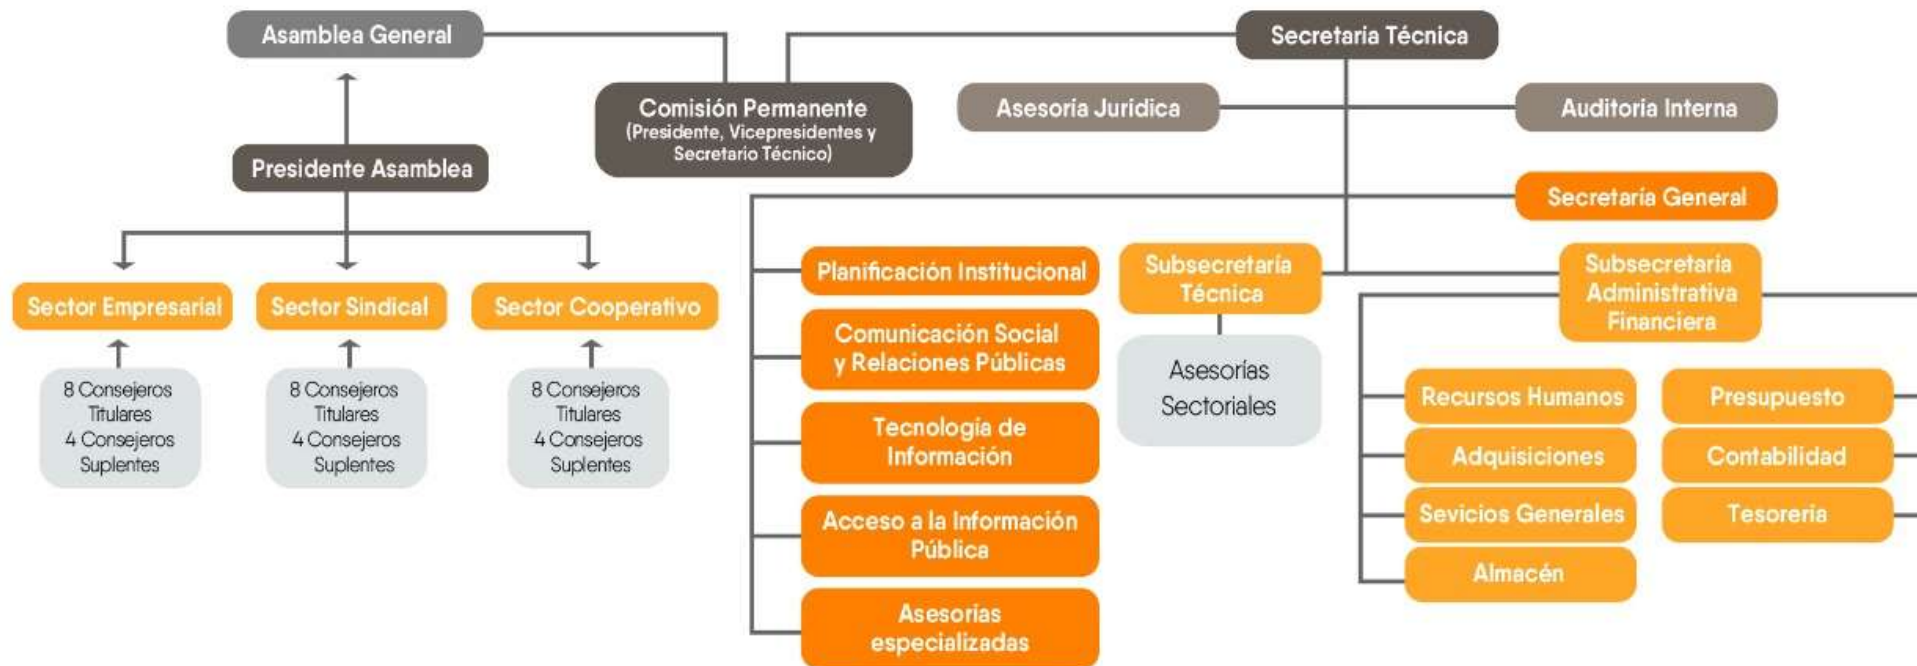 Asamblea General
Secretaria Técnica
Comisión Permanente
(Presidente, Vicepresidentes y
Secretario Técnico)
Asesoría Jurídica
Auditoría Interna
Presidente Asamblea
Secretaría General
Sector Empresarial
Sector Sindical
Sector Cooperativo
8 Consejeros
Titulares
4 Consejeros
Suplentes
8 Consejeros
Titulares
4 Consejeros
Suplentes
8 Consejeros
Titulares
4 Consejeros
Suplentes
Planificación Institucional
Comunicación Social
y Relaciones Públicas
Tecnología de
Información
Acceso a la Información
Pública
Asesorías
especializadas
Subsecretaría
Técnica
Asesorías
Sectoriales
Subsecretaría
Administrativa
Financiera
Recursos Humanos
Adquisiciones
Sevicios Generales
Almacén
Presupuesto
Contabilidad
Tesorería